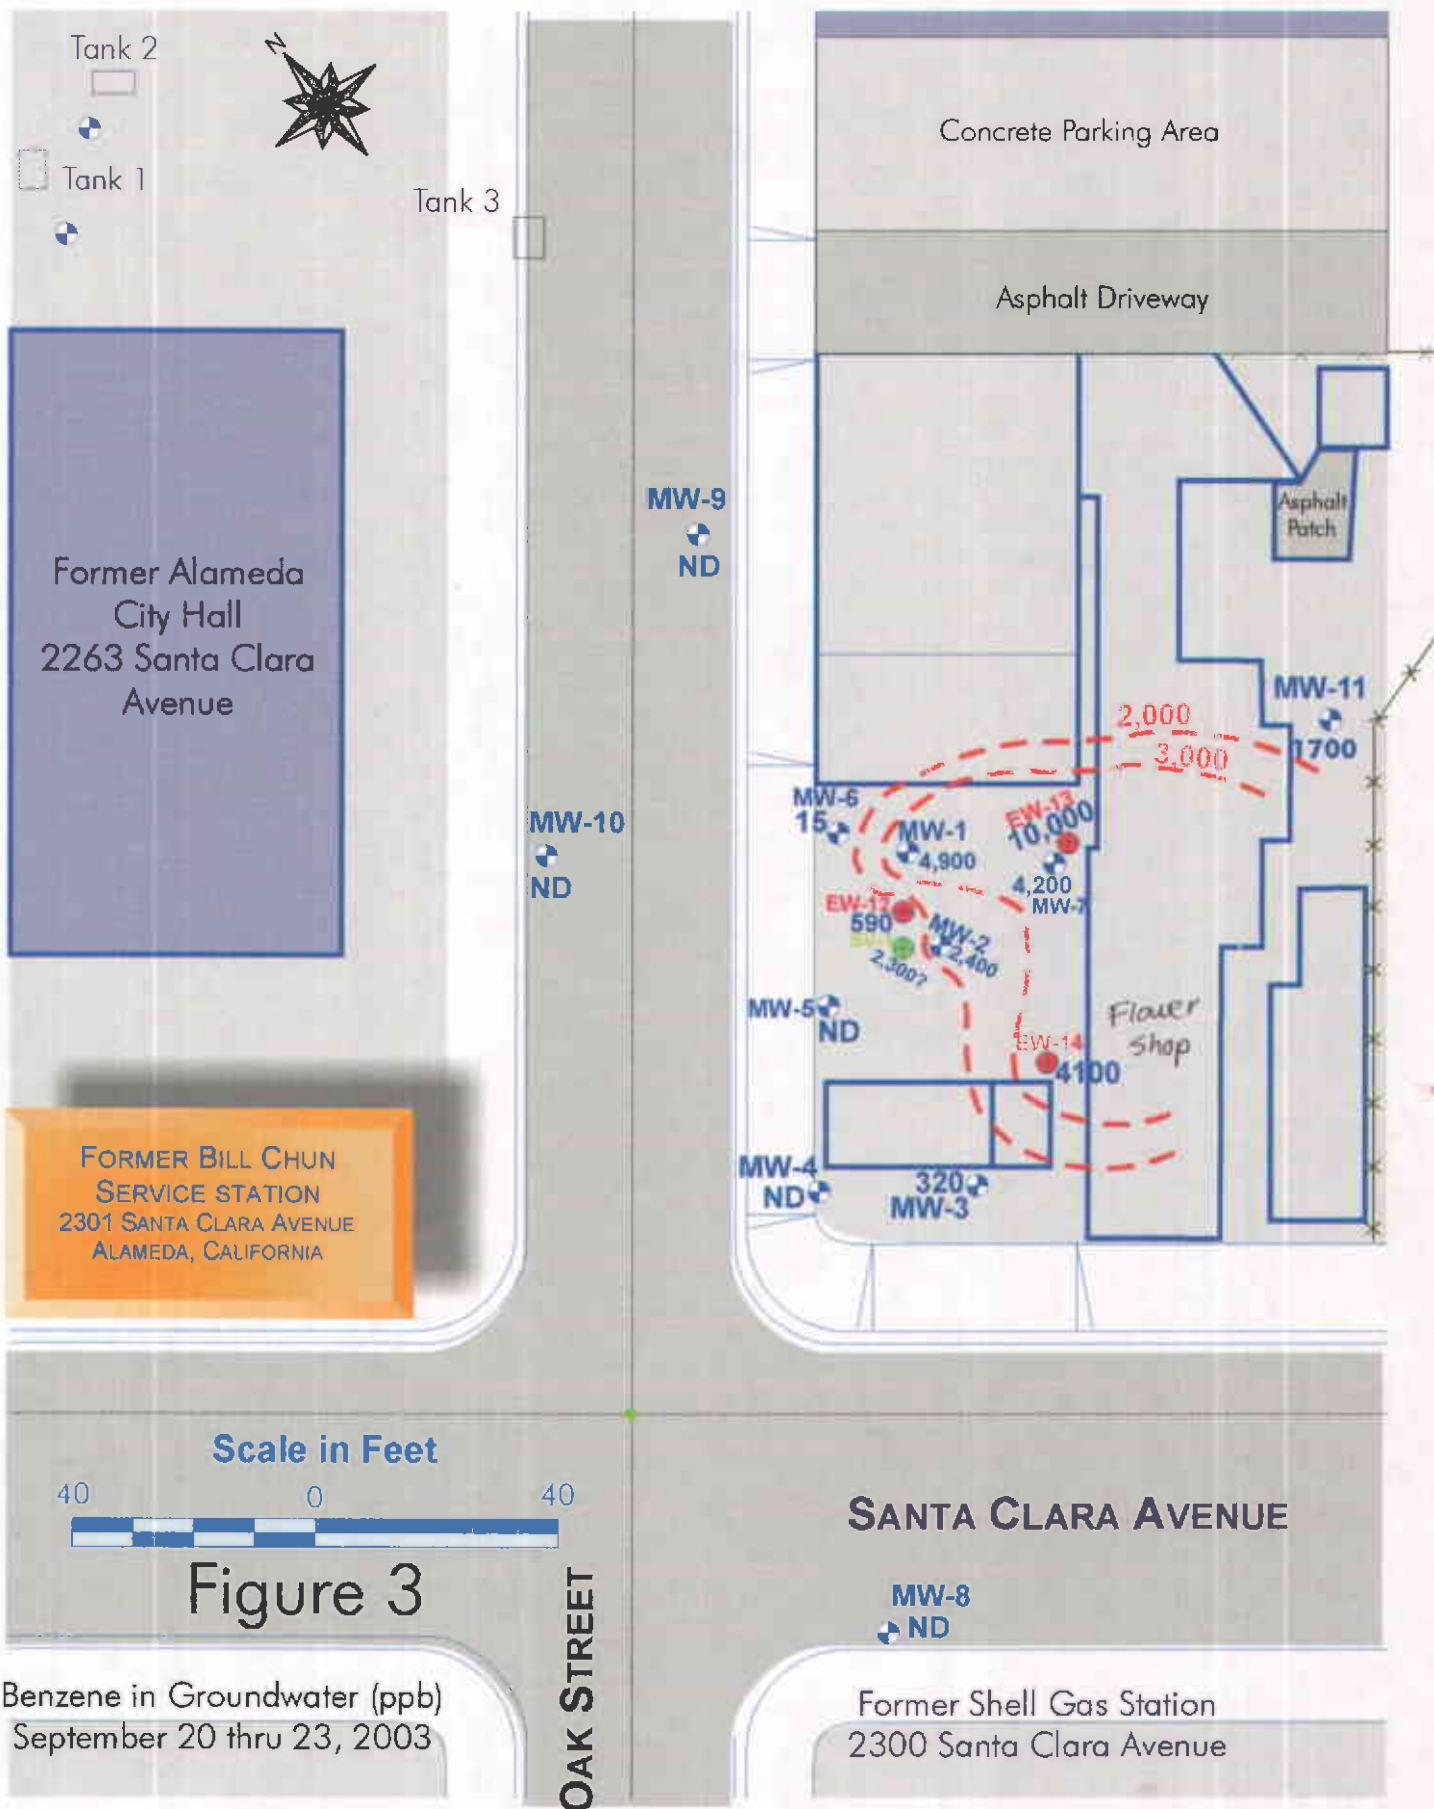 Tank 2
N
Tank 1
Tank 3
Concrete Parking Area
Asphalt Driveway
Asphalt
Patch
MW-9
ND
Former Alameda
City Hall
2263 Santa Clara
Avenue
MW-11
1700
2,000
3,000
MW-6
15
MW-1
4,900
EW-13
10,000
4,200
MW-7
MW-10
ND
EW-12
590
MW-2
2,400
2,300?
MW-5
ND
Flower
Shop
EW-14
4100
MW-4
ND
320
MW-3
FORMER BILL CHUN
SERVICE STATION
2301 SANTA CLARA AVENUE
ALAMEDA, CALIFORNIA
Scale in Feet
40 0 40
Figure 3
SANTA CLARA AVENUE
OAK STREET
MW-8
ND
Benzene in Groundwater (ppb)
September 20 thru 23, 2003
Former Shell Gas Station
2300 Santa Clara Avenue